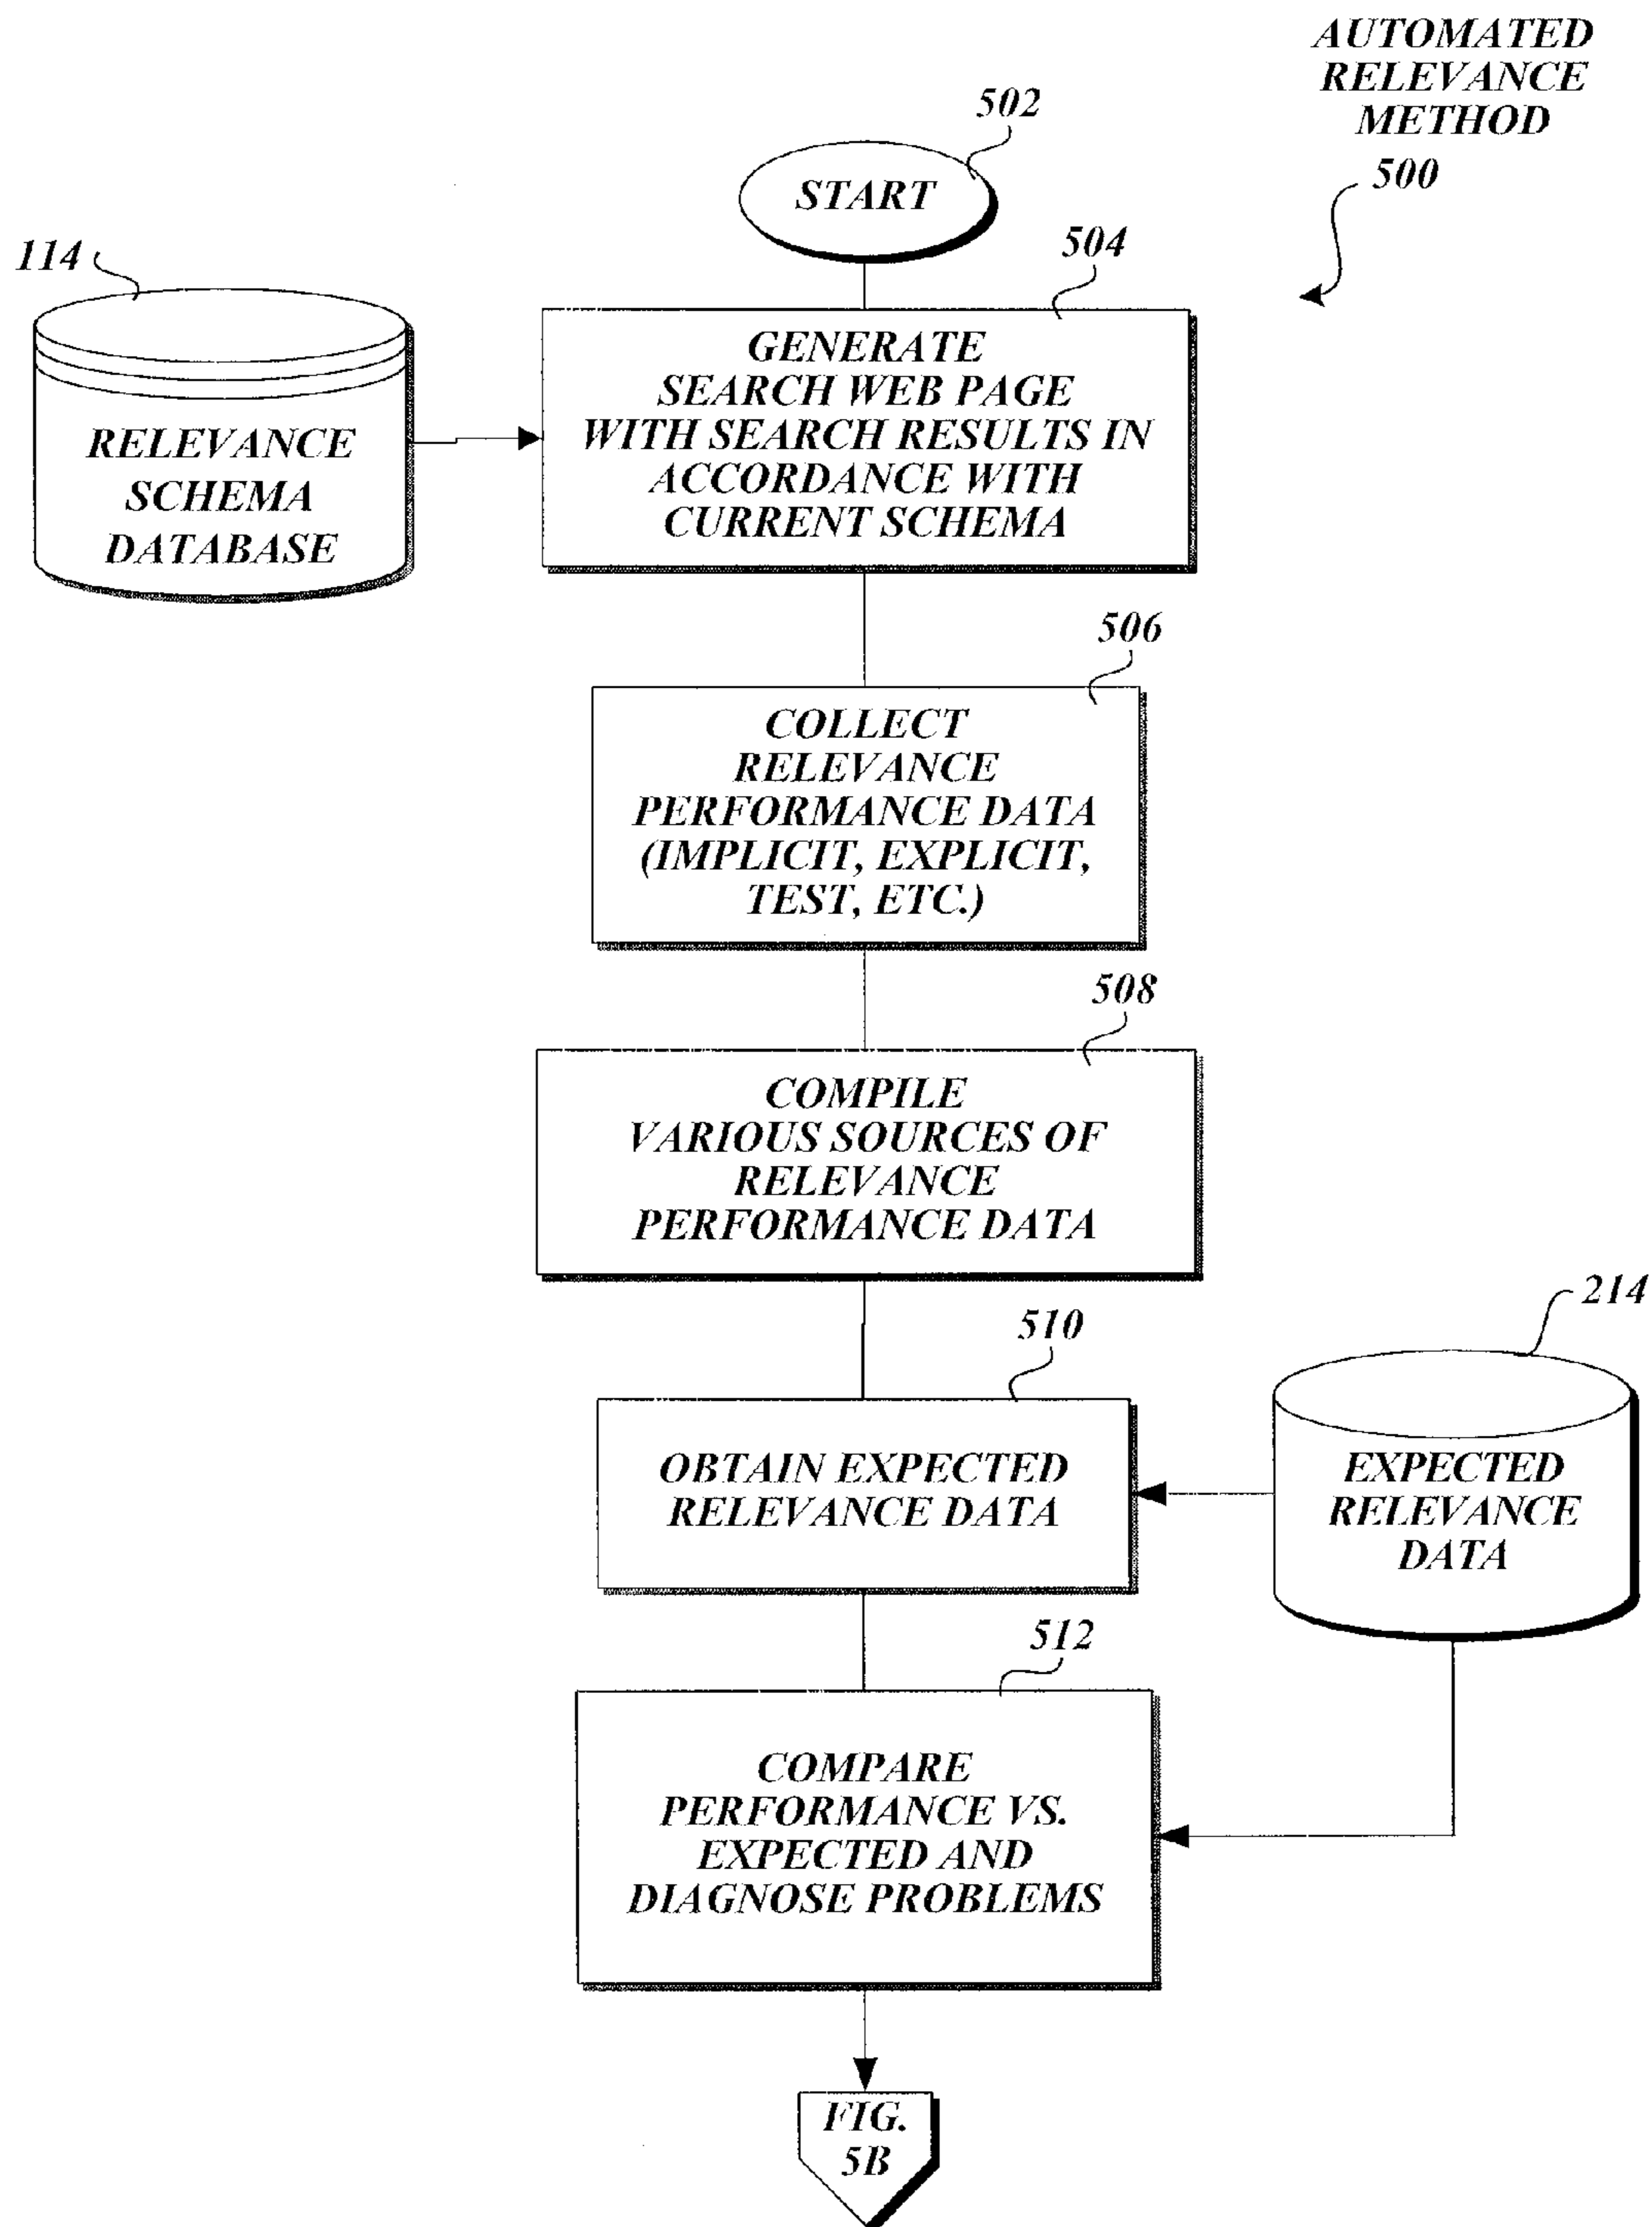 AUTOMATED
RELEVANCE
METHOD
500
502
START
504
114
GENERATE
SEARCH WEB PAGE
WITH SEARCH RESULTS IN
ACCORDANCE WITH
CURRENT SCHEMA
RELEVANCE
SCHEMA
DATABASE
506
COLLECT
RELEVANCE
PERFORMANCE DATA
(IMPLICIT, EXPLICIT,
TEST, ETC.)
508
COMPILE
VARIOUS SOURCES OF
RELEVANCE
PERFORMANCE DATA
214
510
OBTAIN EXPECTED
RELEVANCE DATA
EXPECTED
RELEVANCE
DATA
512
COMPARE
PERFORMANCE VS.
EXPECTED AND
DIAGNOSE PROBLEMS
FIG.
5B